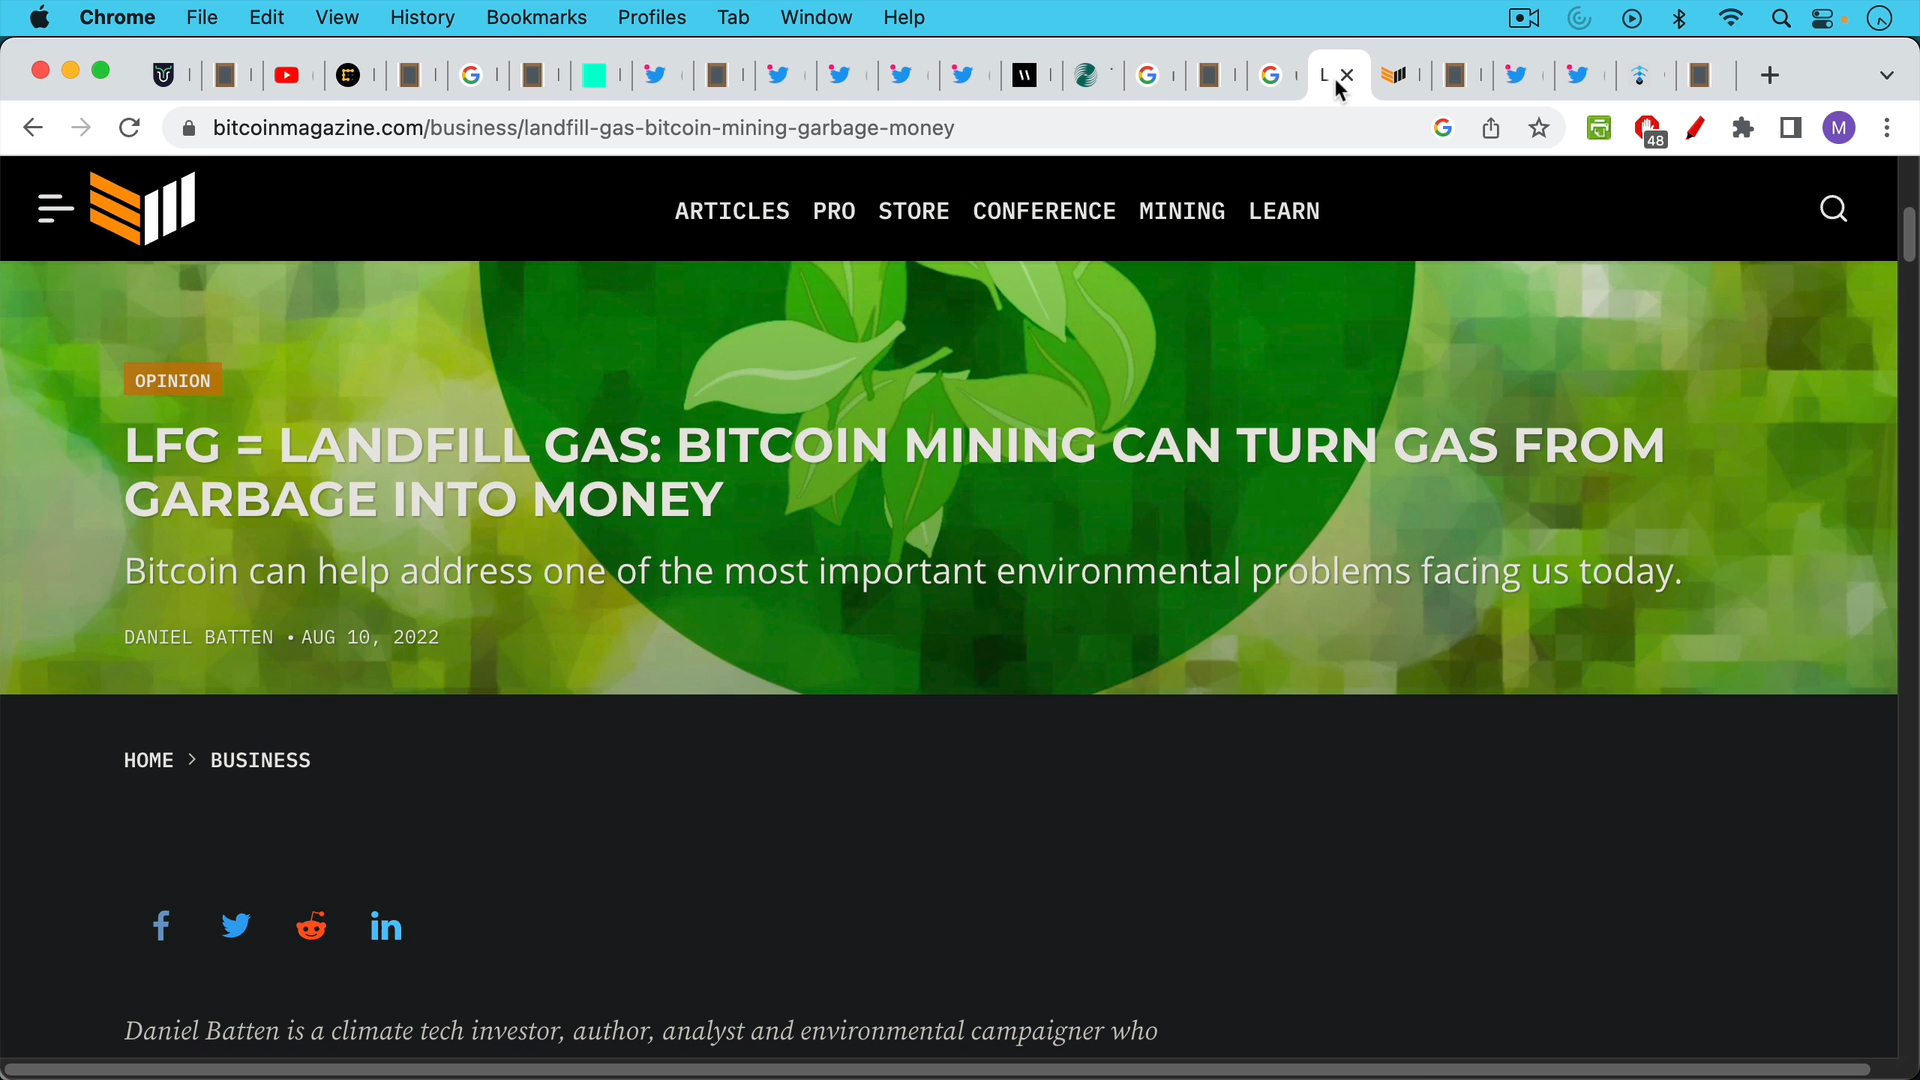 Chrome File Edit View History Bookmarks Profiles Tab Window Help
L
bitcoinmagazine.com/business/landfill-gas-bitcoin-mining-garbage-money
48
M
ARTICLES PRO STORE CONFERENCE MINING LEARN
OPINION
LFG = LANDFILL GAS: BITCOIN MINING CAN TURN GAS FROM
GARBAGE INTO MONEY
Bitcoin can help address one of the most important environmental problems facing us today.
DANIEL BATTEN • AUG 10, 2022
HOME > BUSINESS
Daniel Batten is a climate tech investor, author, analyst and environmental campaigner who